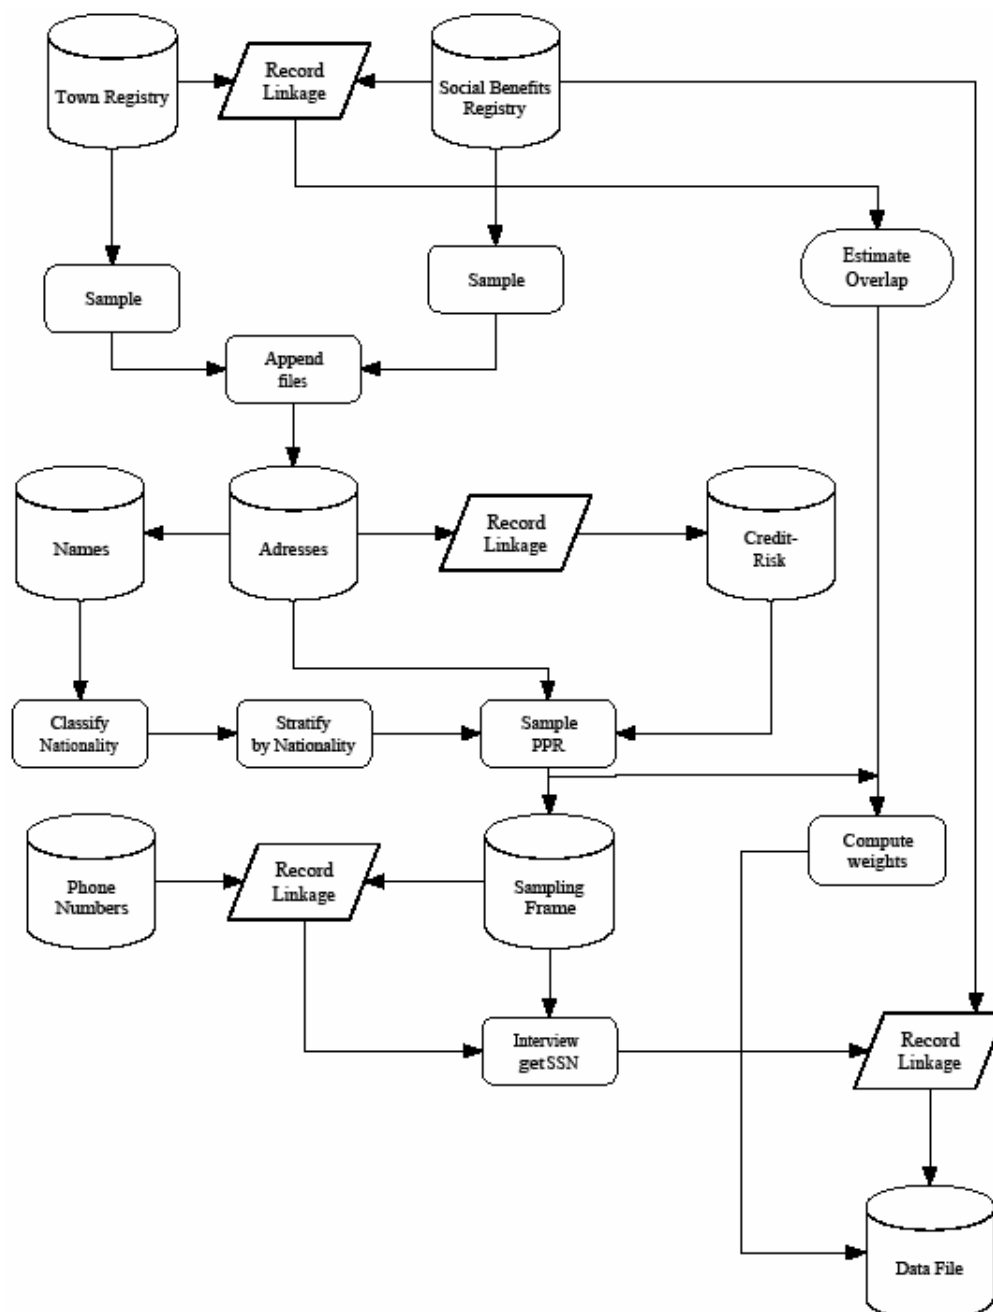 Town Registry
Record
Linkage
Social Benefits
Registry
Estimate
Overlap
Sample
Sample
Append
files
Names
Adresses
Record
Linkage
Credit-
Risk
Classify
Nationality
Stratify
by Nationality
Sample
PPR
Phone
Numbers
Record
Linkage
Sampling
Frame
Compute
weights
Interview
get SSN
Record
Linkage
Data File